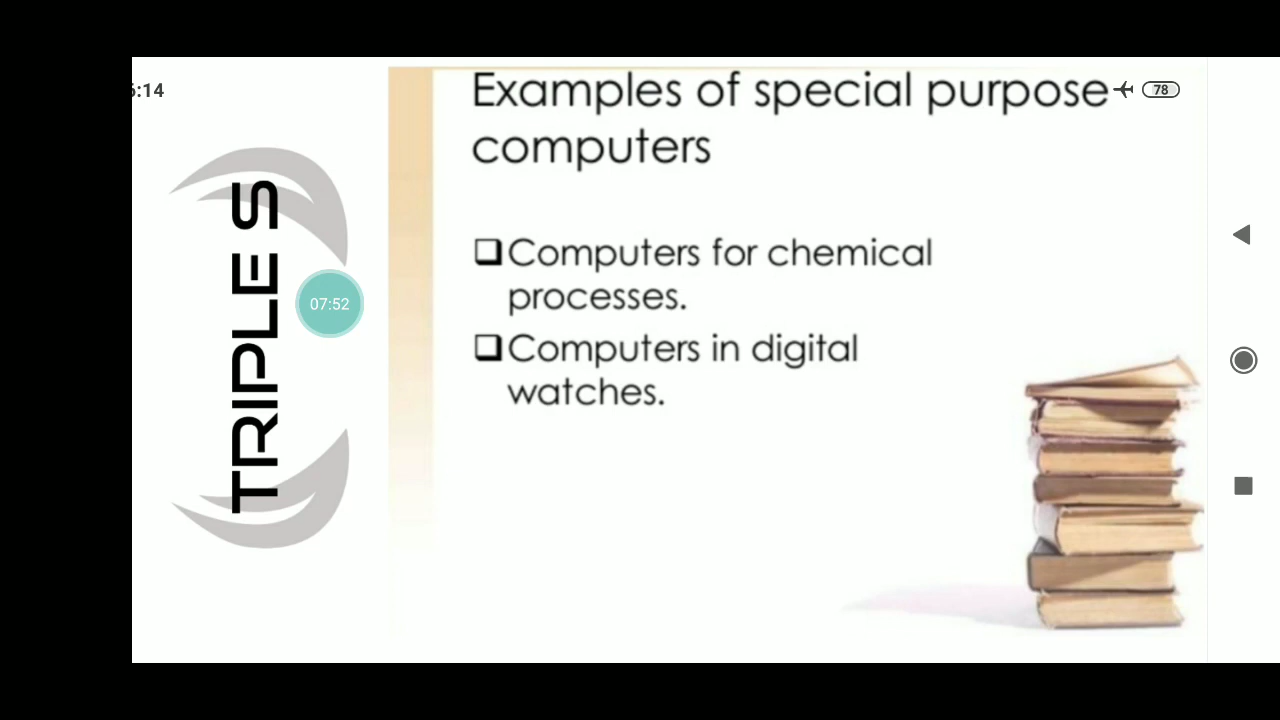 :14
78
Examples of special purpose
computers
TRIPLE S
07:52
❑Computers for chemical
processes.
❑Computers in digital
watches.